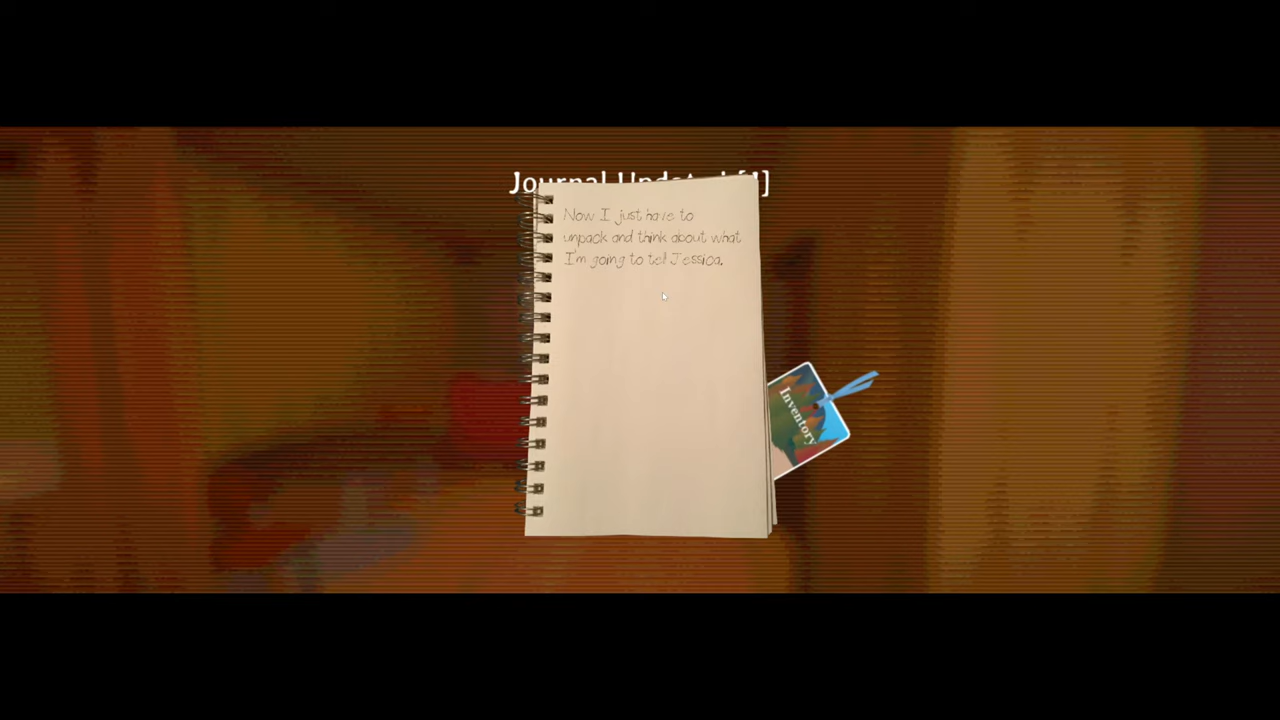 Journal Updated [J]
Now I just have to
unpack and think about what
I'm going to tell Jessica.
Inventory